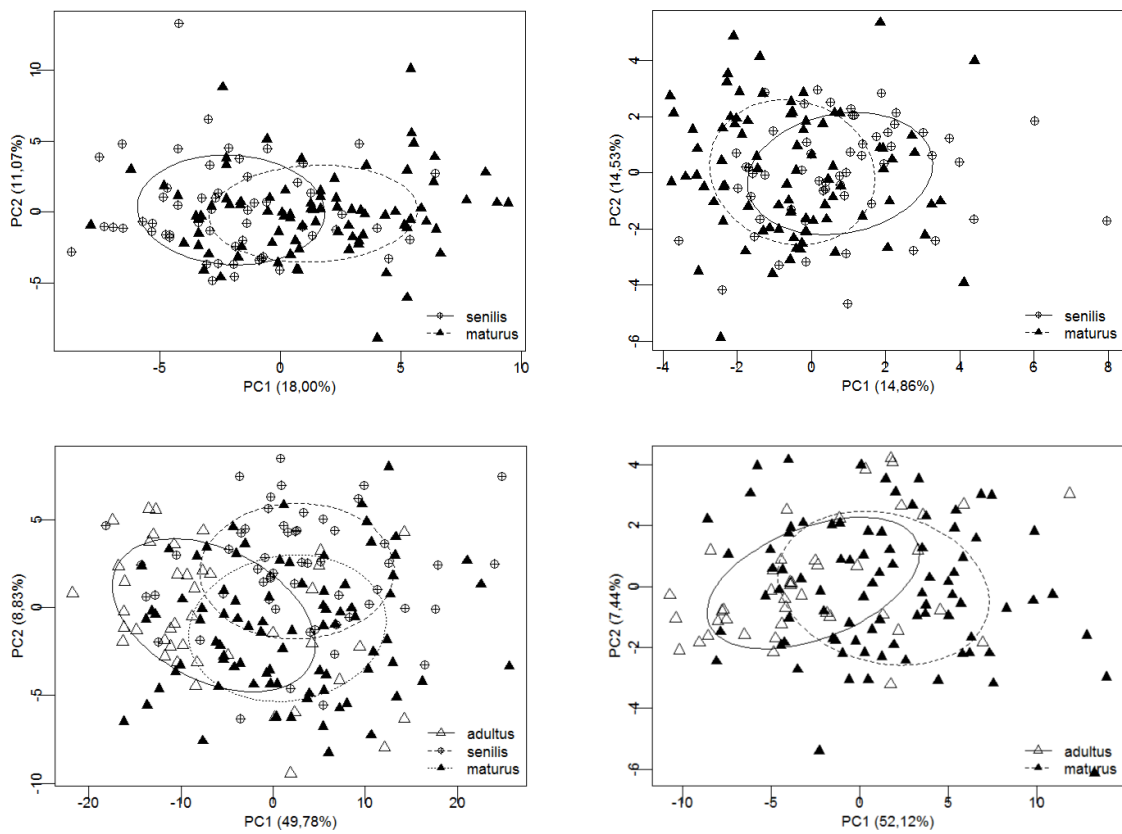 10
5
0
-5
PC2 (11,07%)
senilis
maturus
-5 0 5 10
PC1 (18,00%)
4
2
0
-2
-4
-6
PC2 (14,53%)
senilis
maturus
-4 -2 0 2 4 6 8
PC1 (14,86%)
5
0
-5
-10
PC2 (8,83%)
adultus
senilis
maturus
-20 -10 0 10 20
PC1 (49,78%)
4
2
0
-2
-4
-6
PC2 (7,44%)
adultus
maturus
-10 -5 0 5 10
PC1 (52,12%)